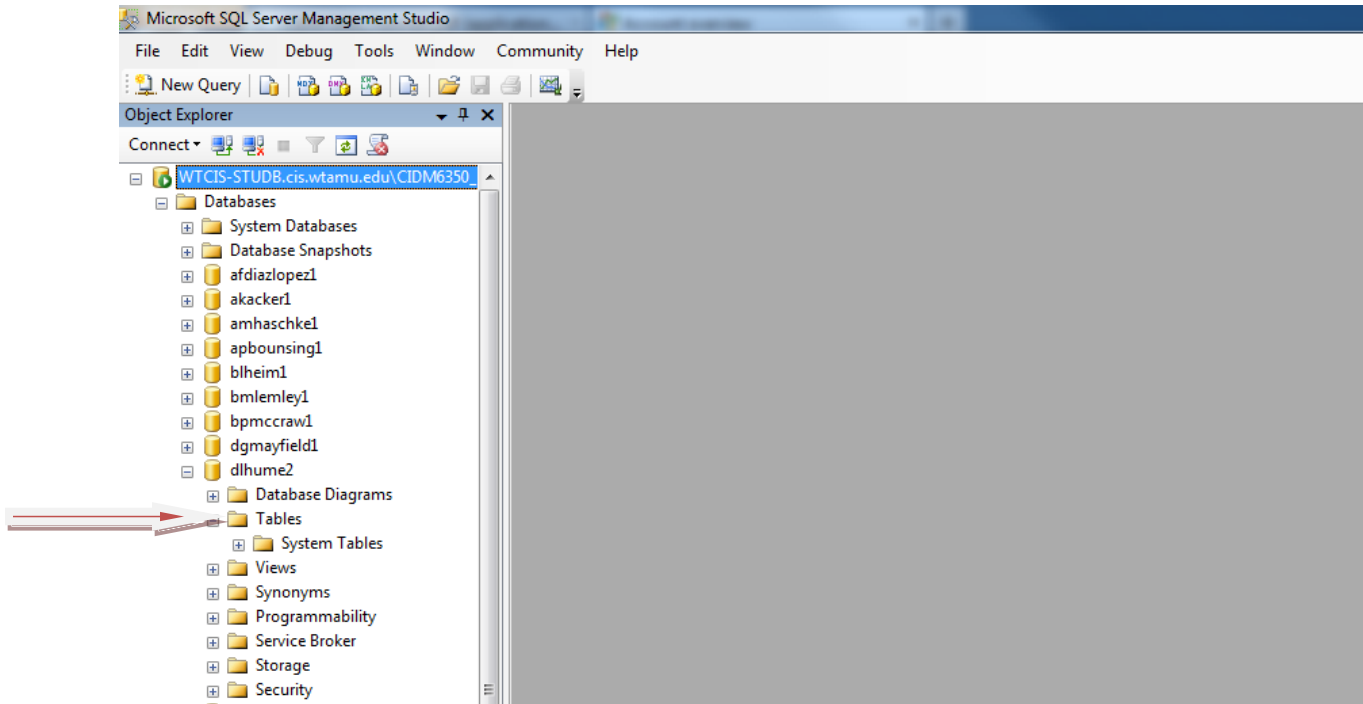 Microsoft SQL Server Management Studio
File Edit View Debug Tools Window Community Help
New Query
Object Explorer
Connect
WTCIS-STUDB.cis.wtamu.edu\CIDM6350_
Databases
System Databases
Database Snapshots
afdiazlopez1
akacker1
amhaschke1
apbounsing1
blheim1
bmlemley1
bpmccraw1
dgmayfield1
dlhume2
Database Diagrams
Tables
System Tables
Views
Synonyms
Programmability
Service Broker
Storage
Security